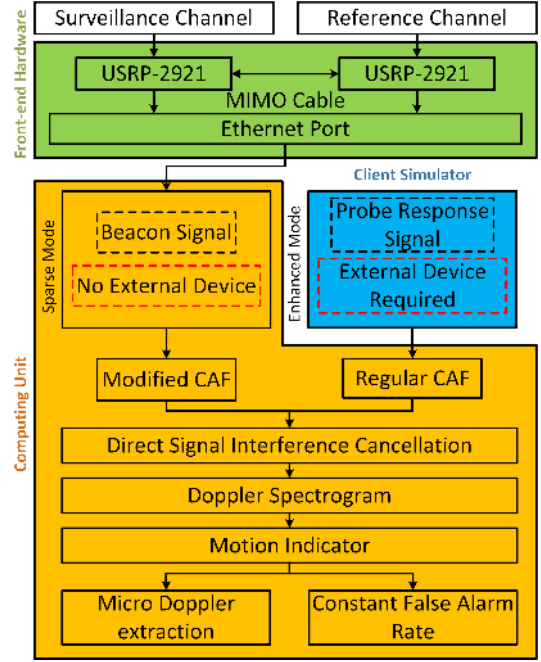 Surveillance Channel
Reference Channel
Front-end Hardware
USRP-2921
USRP-2921
MIMO Cable
Ethernet Port
Client Simulator
Sparse Mode
Beacon Signal
No External Device
Enhanced Mode
Probe Response
Signal
External Device
Required
Computing Unit
Modified CAF
Regular CAF
Direct Signal Interference Cancellation
Doppler Spectrogram
Motion Indicator
Micro Doppler
extraction
Constant False Alarm
Rate